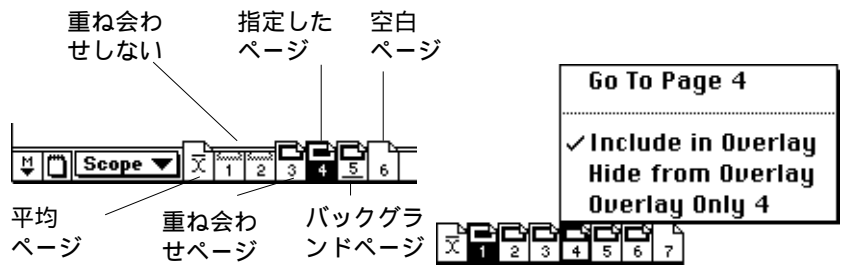 重ね会わ
せしない
指定した
ページ
空白
ページ
M Scope ▼ x̅ 1 2 3 4 5 6
平均
ページ
重ね会わ
せページ
バックグラ
ンドページ
Go To Page 4
✓Include in Overlay
Hide from Overlay
Overlay Only 4
x̅ 1 2 3 4 5 6 7